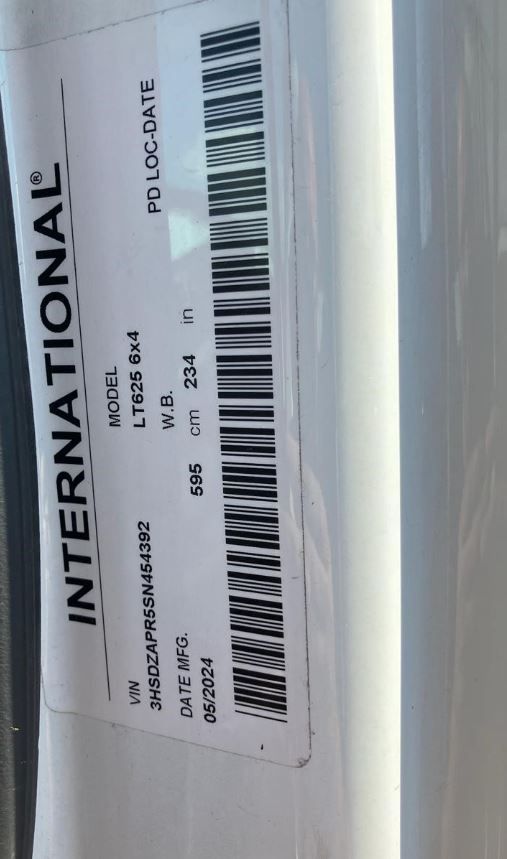 INTERNATIONAL®
VIN MODEL
3HSDZAPR5SN454392 LT625 6x4
DATE MFG. W.B. PD LOC-DATE
05/2024 595 cm 234 in